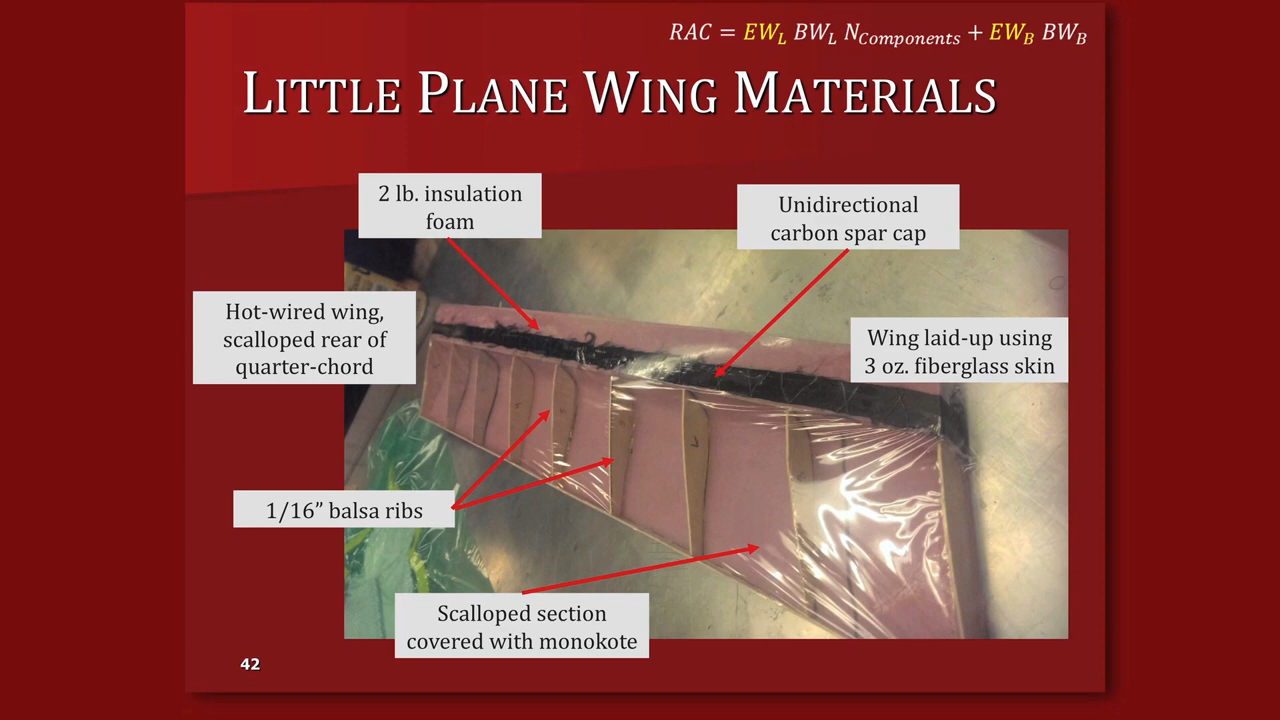 RAC = EW_L BW_L N_Components + EW_B BW_B
LITTLE PLANE WING MATERIALS
2 lb. insulation
foam
Unidirectional
carbon spar cap
Hot-wired wing,
scalloped rear of
quarter-chord
Wing laid-up using
3 oz. fiberglass skin
1/16” balsa ribs
Scalloped section
covered with monokote
42